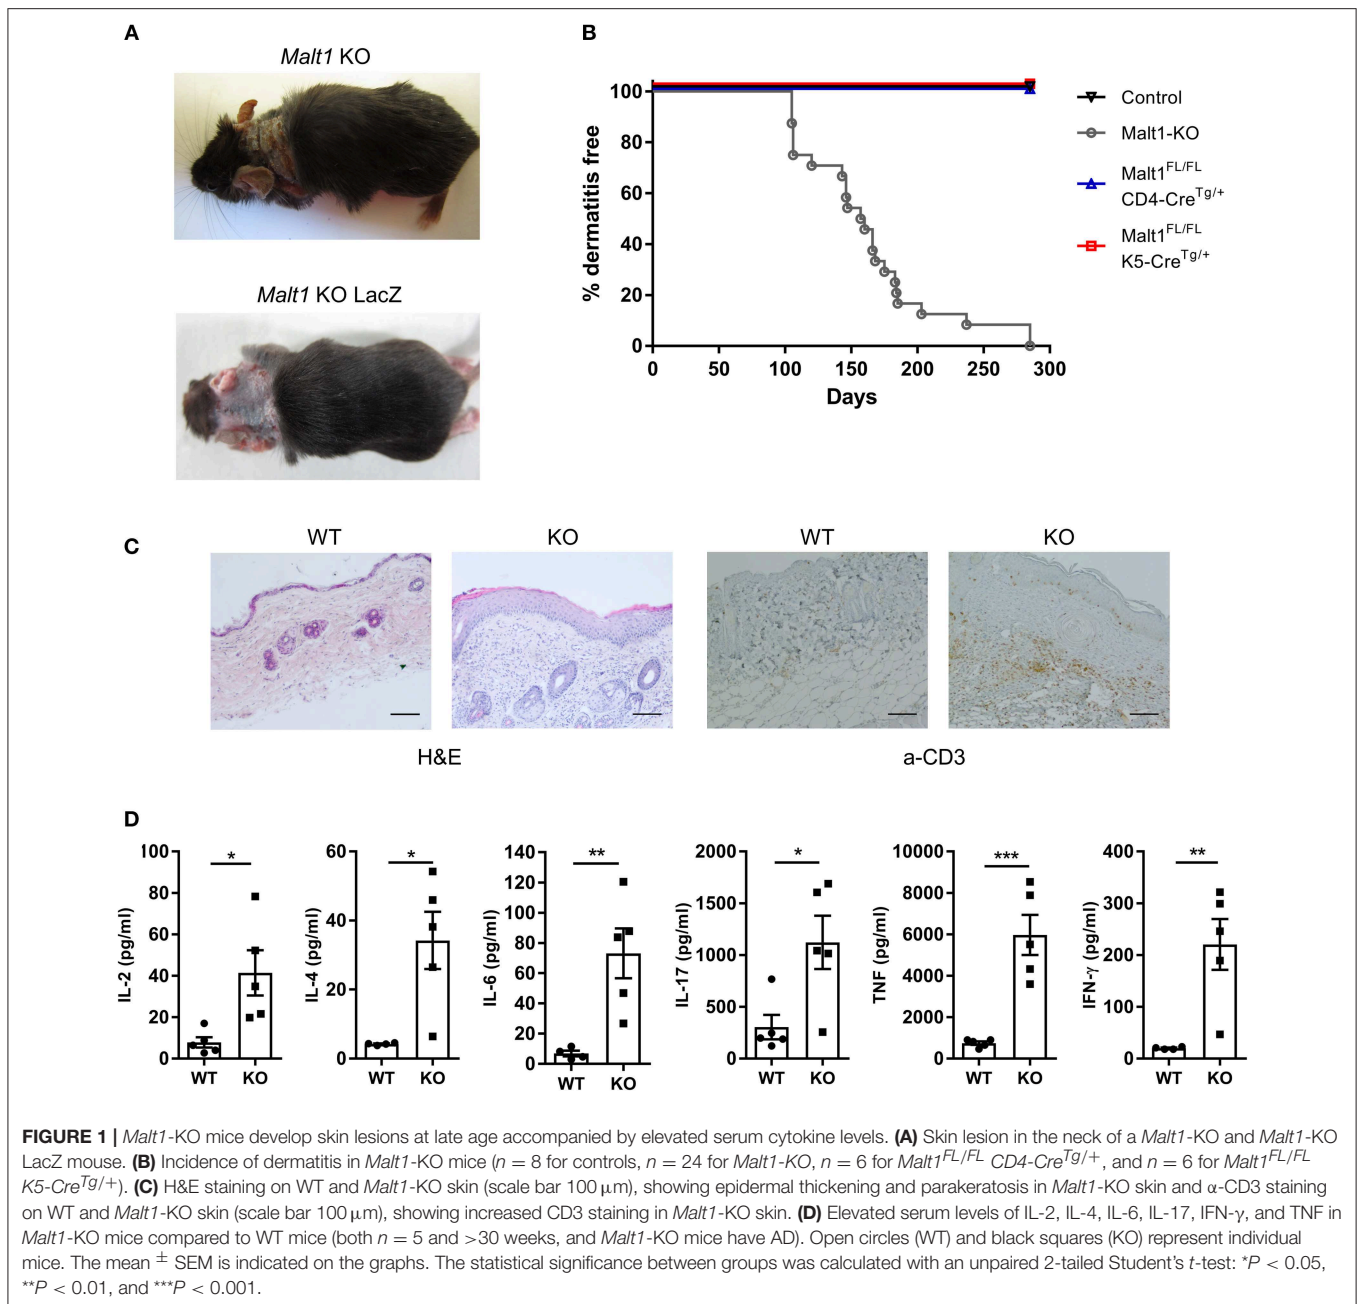 A
Malt1 KO
Malt1 KO LacZ
B
% dermatitis free
100
80
60
40
20
0
0 50 100 150 200 250 300
Days
Control
Malt1-KO
Malt1FL/FL
CD4-CreTg/+
Malt1FL/FL
K5-CreTg/+
C
WT KO WT KO
H&E a-CD3
D
IL-2 (pg/ml)
100
80
60
40
20
0
*
WT KO
IL-4 (pg/ml)
60
40
20
0
*
WT KO
IL-6 (pg/ml)
140
120
100
80
60
40
20
0
**
WT KO
IL-17 (pg/ml)
2000
1500
1000
500
0
*
WT KO
TNF (pg/ml)
10000
8000
6000
4000
2000
0
***
WT KO
IFN-γ (pg/ml)
400
300
200
100
0
**
WT KO
FIGURE 1 | Malt1-KO mice develop skin lesions at late age accompanied by elevated serum cytokine levels. (A) Skin lesion in the neck of a Malt1-KO and Malt1-KO
LacZ mouse. (B) Incidence of dermatitis in Malt1-KO mice (n = 8 for controls, n = 24 for Malt1-KO, n = 6 for Malt1FL/FL CD4-CreTg/+, and n = 6 for Malt1FL/FL
K5-CreTg/+). (C) H&E staining on WT and Malt1-KO skin (scale bar 100 μm), showing epidermal thickening and parakeratosis in Malt1-KO skin and α-CD3 staining
on WT and Malt1-KO skin (scale bar 100 μm), showing increased CD3 staining in Malt1-KO skin. (D) Elevated serum levels of IL-2, IL-4, IL-6, IL-17, IFN-γ, and TNF in
Malt1-KO mice compared to WT mice (both n = 5 and >30 weeks, and Malt1-KO mice have AD). Open circles (WT) and black squares (KO) represent individual
mice. The mean ± SEM is indicated on the graphs. The statistical significance between groups was calculated with an unpaired 2-tailed Student's t-test: *P < 0.05,
**P < 0.01, and ***P < 0.001.